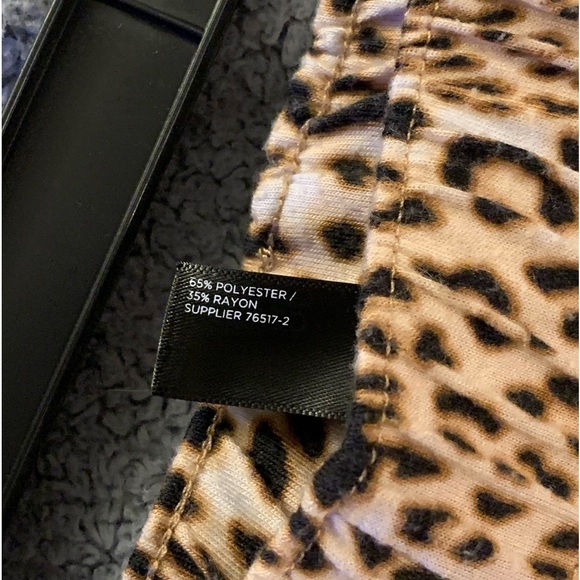 65% POLYESTER /
35% RAYON
SUPPLIER 76517-2